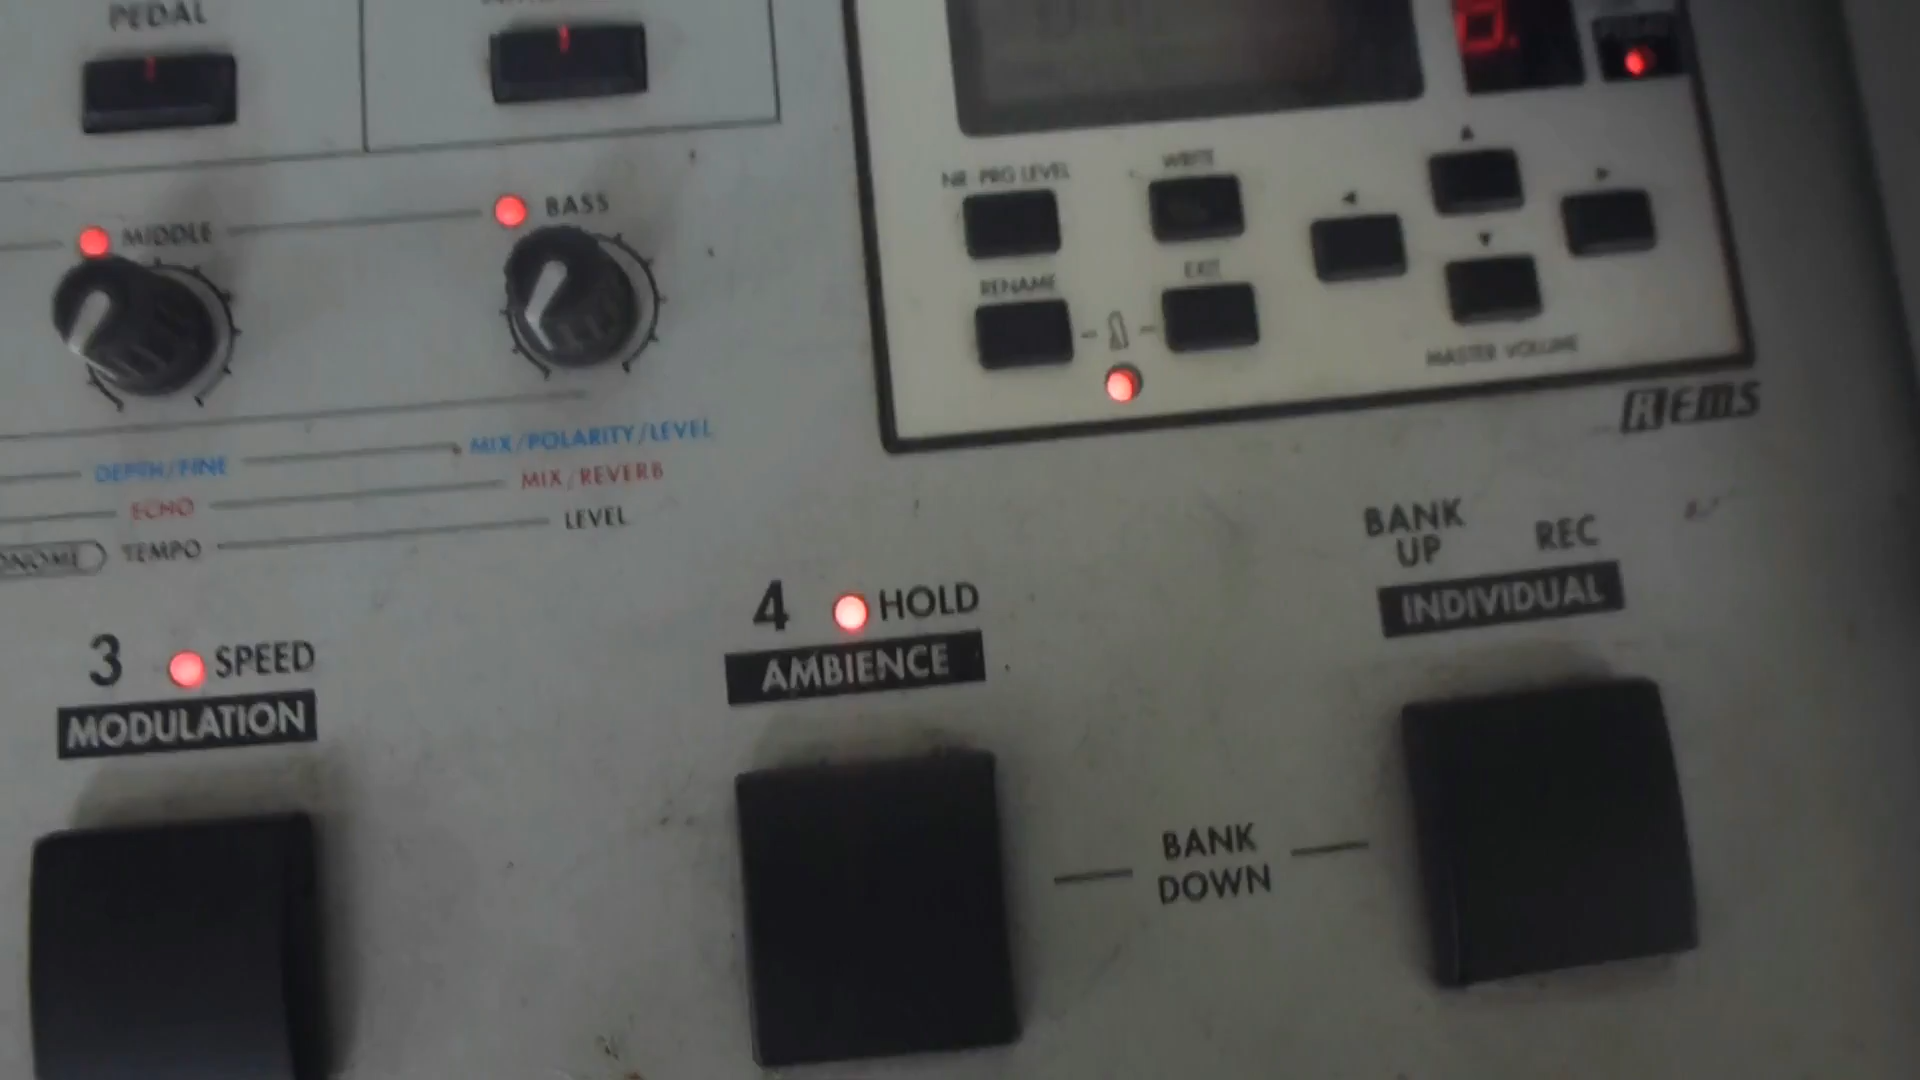 PEDAL
MIDDLE
BASS
NR PRG LEVEL
WRITE
RENAME
EXIT
MASTER VOLUME
REMS
DEPTH/FINE
MIX/POLARITY/LEVEL
ECHO
MIX/REVERB
TEMPO
LEVEL
3 SPEED
MODULATION
4 HOLD
AMBIENCE
BANK
UP
REC
INDIVIDUAL
BANK
DOWN